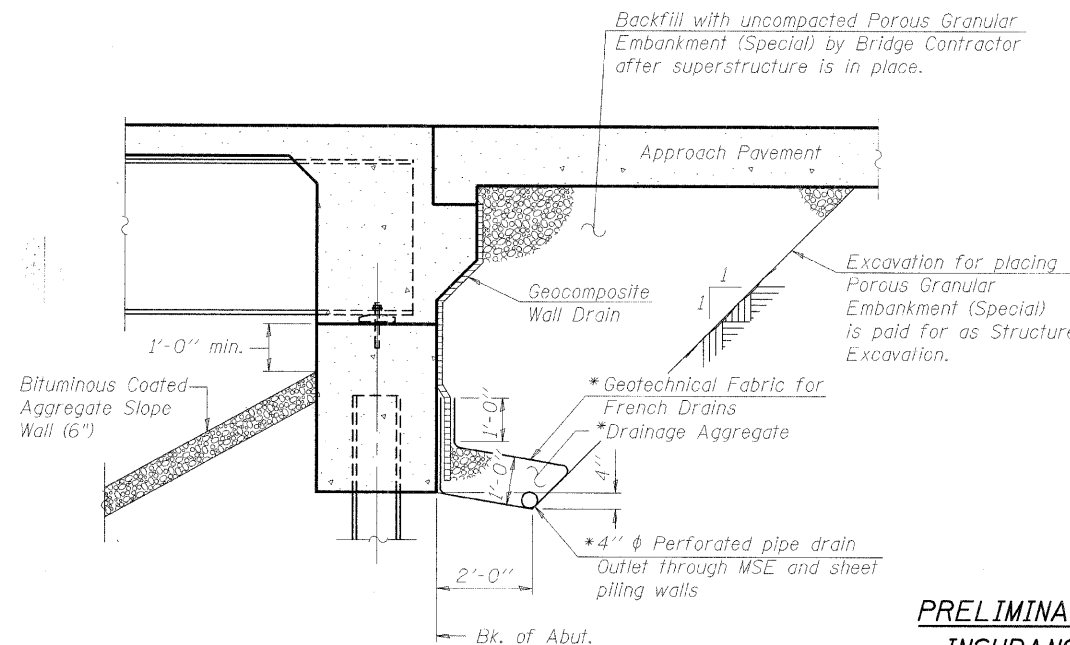 Backfill with uncompacted Porous Granular
Embankment (Special) by Bridge Contractor
after superstructure is in place.
Approach Pavement
Excavation for placing
Porous Granular
Embankment (Special)
is paid for as Structure
Excavation.
1
1
Geocomposite
Wall Drain
1'-0" min.
Bituminous Coated
Aggregate Slope
Wall (6")
*Geotechnical Fabric for
French Drains
*Drainage Aggregate
1'-0"
1'-0"
4"
*4" ϕ Perforated pipe drain
Outlet through MSE and sheet
piling walls
2'-0"
Bk. of Abut.
PRELIMINA